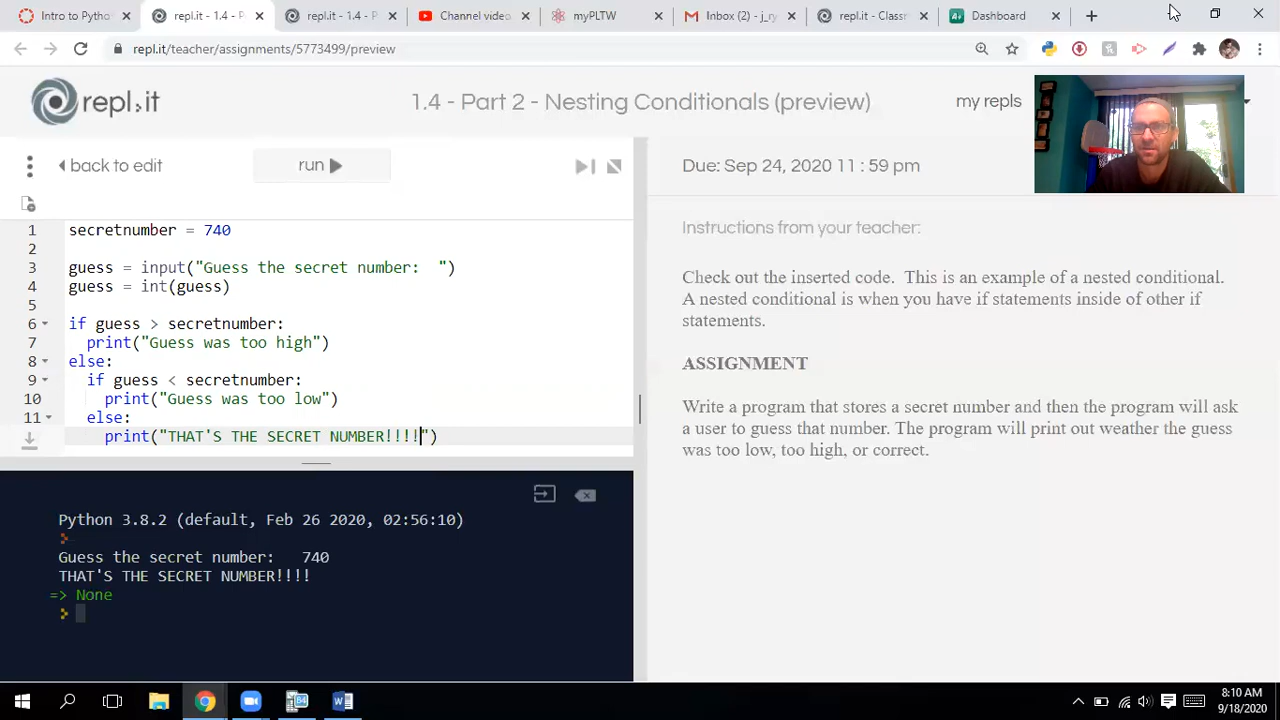 Intro to Pytho
repl.it - 1.4 - P
repl.it - 1.4 - P
Channel video
myPLTW
Inbox (2) - j_ry
repl.it - Classr
Dashboard
repl.it/teacher/assignments/5773499/preview
repl.it
1.4 - Part 2 - Nesting Conditionals (preview)
my repls
back to edit
run
Due: Sep 24, 2020 11 : 59 pm
1 secretnumber = 740
2
3 guess = input("Guess the secret number:  ")
4 guess = int(guess)
5
6 if guess > secretnumber:
7 print("Guess was too high")
8 else:
9 if guess < secretnumber:
10 print("Guess was too low")
11 else:
print("THAT'S THE SECRET NUMBER!!!!")
Instructions from your teacher:
Check out the inserted code.  This is an example of a nested conditional.
A nested conditional is when you have if statements inside of other if
statements.
ASSIGNMENT
Write a program that stores a secret number and then the program will ask
a user to guess that number. The program will print out weather the guess
was too low, too high, or correct.
Python 3.8.2 (default, Feb 26 2020, 02:56:10)
>
Guess the secret number:   740
THAT'S THE SECRET NUMBER!!!!
=> None
>
8:10 AM
9/18/2020